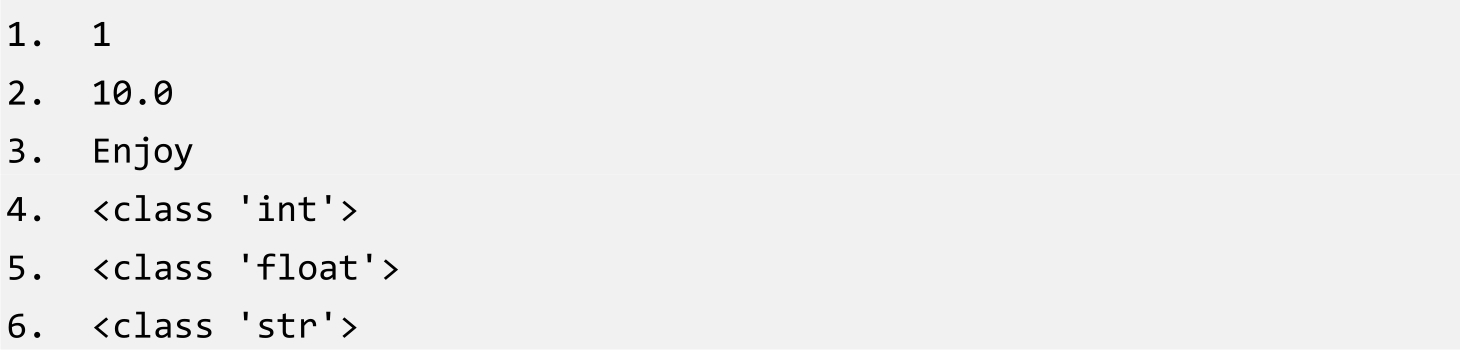 1. 1
2. 10.0
3. Enjoy
4. <class 'int'>
5. <class 'float'>
6. <class 'str'>